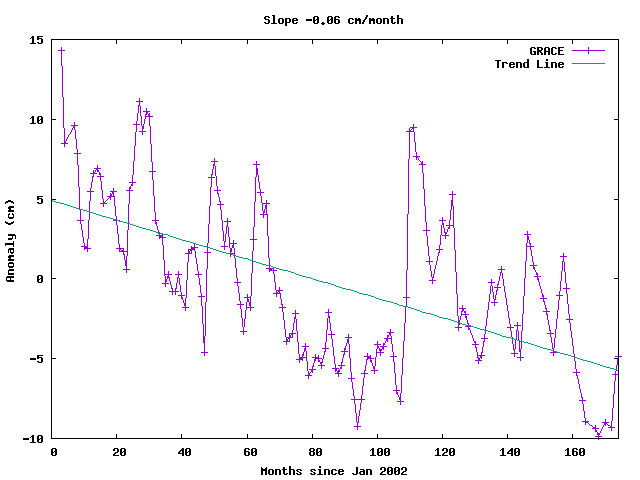 Slope -0.06 cm/month
15
10
5
0
-5
-10
Anomaly (cm)
GRACE
Trend Line
0 20 40 60 80 100 120 140 160
Months since Jan 2002